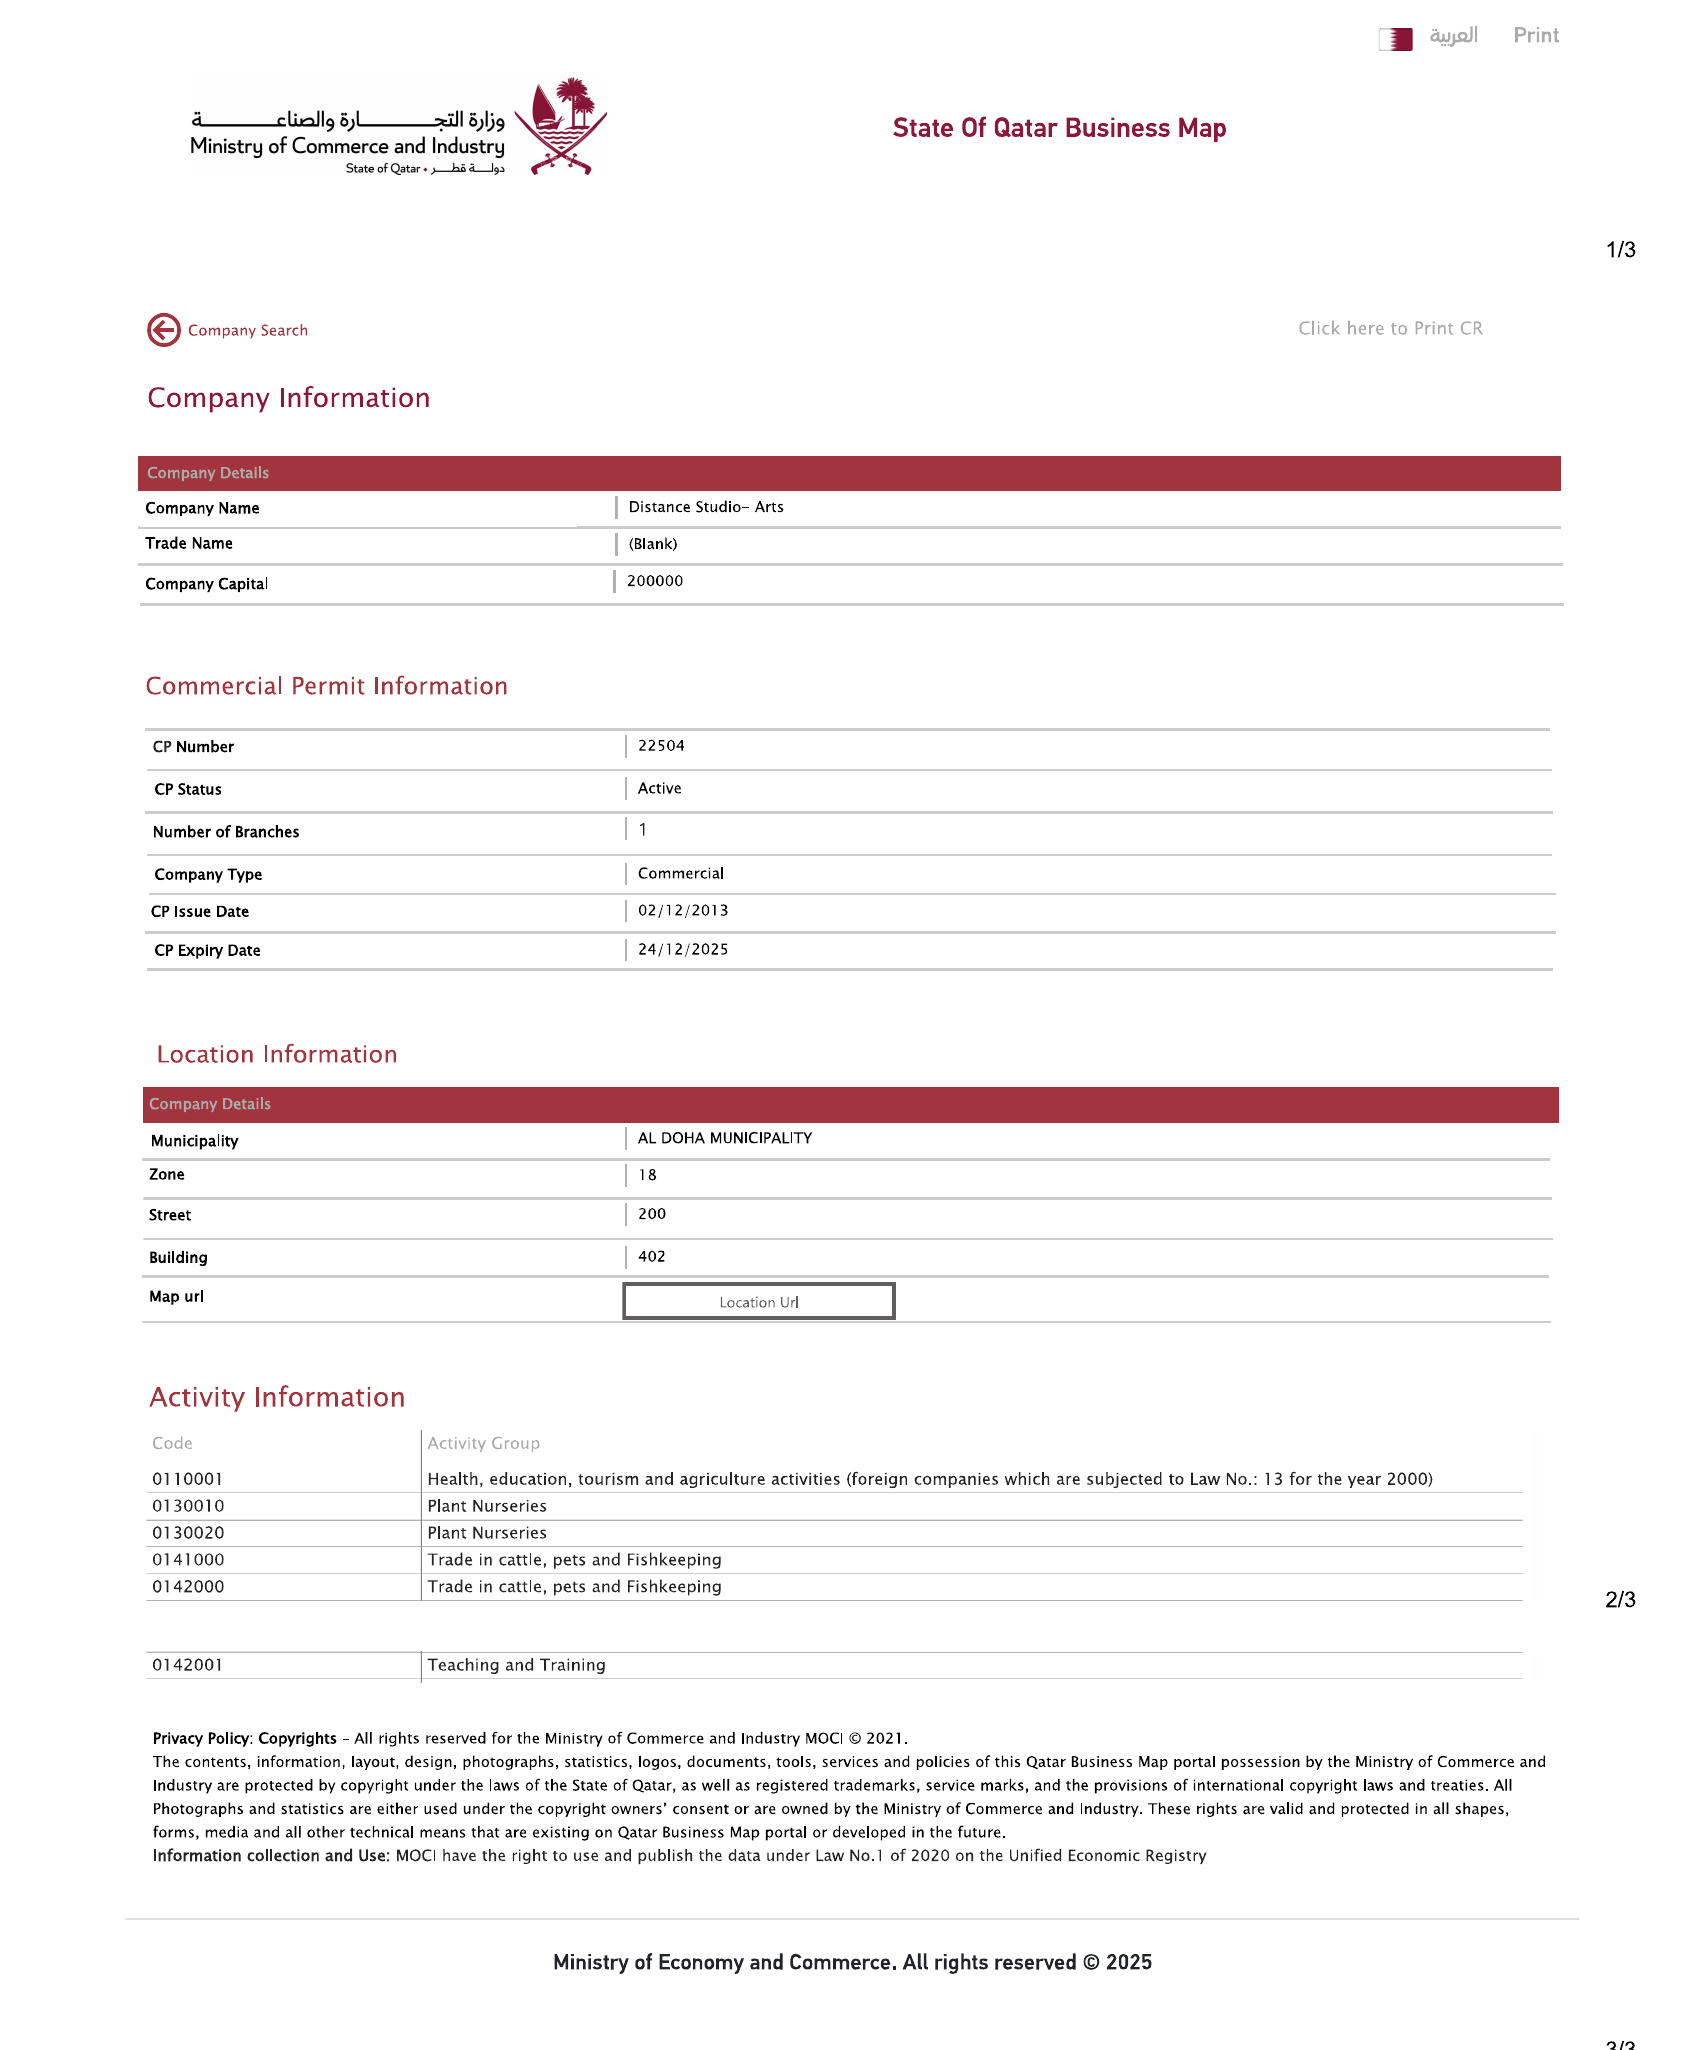 العربية Print
وزارة التجـــــــــارة والصناعـــــــــة
Ministry of Commerce and Industry
State of Qatar • دولـــة قطـــر
State Of Qatar Business Map
1/3
Company Search
Click here to Print CR
Company Information
Company Details
Company Name Distance Studio- Arts
Trade Name (Blank)
Company Capital 200000
Commercial Permit Information
CP Number 22504
CP Status Active
Number of Branches 1
Company Type Commercial
CP Issue Date 02/12/2013
CP Expiry Date 24/12/2025
Location Information
Company Details
Municipality AL DOHA MUNICIPALITY
Zone 18
Street 200
Building 402
Map url Location Url
Activity Information
Code Activity Group
0110001 Health, education, tourism and agriculture activities (foreign companies which are subjected to Law No.: 13 for the year 2000)
0130010 Plant Nurseries
0130020 Plant Nurseries
0141000 Trade in cattle, pets and Fishkeeping
0142000 Trade in cattle, pets and Fishkeeping
2/3
0142001 Teaching and Training
Privacy Policy: Copyrights - All rights reserved for the Ministry of Commerce and Industry MOCI © 2021.
The contents, information, layout, design, photographs, statistics, logos, documents, tools, services and policies of this Qatar Business Map portal possession by the Ministry of Commerce and
Industry are protected by copyright under the laws of the State of Qatar, as well as registered trademarks, service marks, and the provisions of international copyright laws and treaties. All
Photographs and statistics are either used under the copyright owners' consent or are owned by the Ministry of Commerce and Industry. These rights are valid and protected in all shapes,
forms, media and all other technical means that are existing on Qatar Business Map portal or developed in the future.
Information collection and Use: MOCI have the right to use and publish the data under Law No.1 of 2020 on the Unified Economic Registry
Ministry of Economy and Commerce. All rights reserved © 2025
3/3